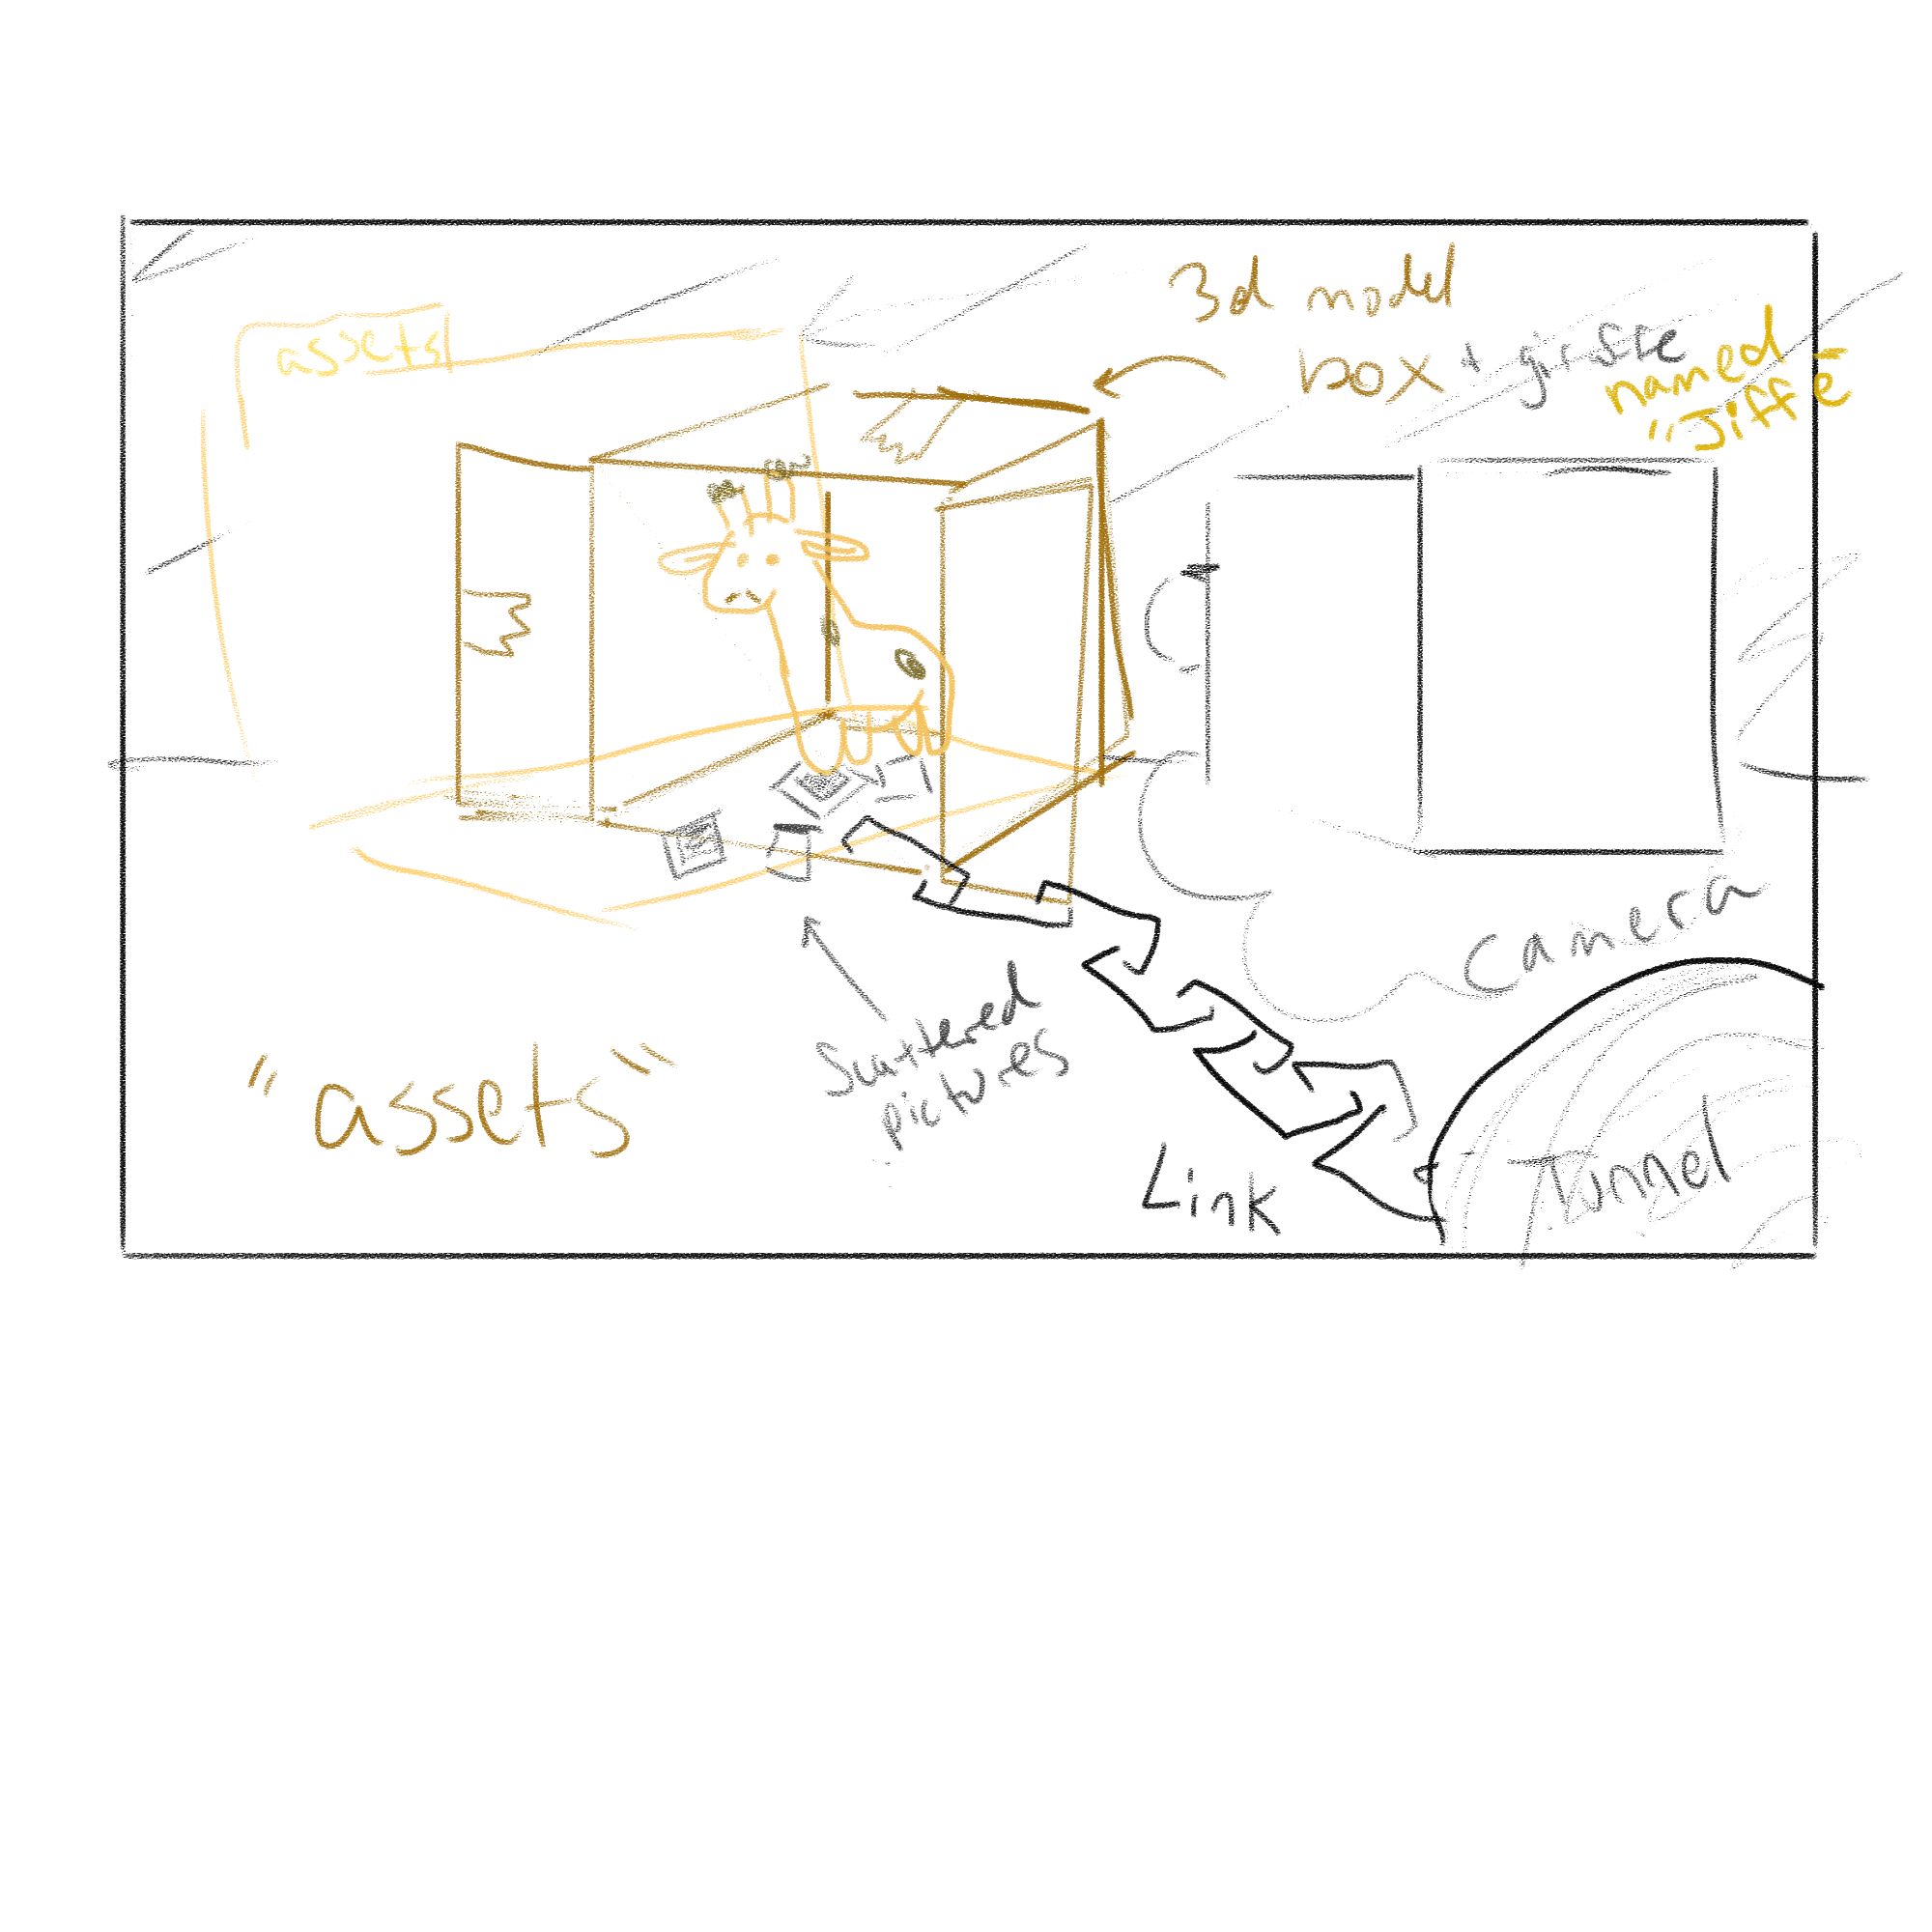 3d model
assets
box + giraffe
named
"Jiffe
camera
Scattered
pictures
"assets"
Link
Tunnel